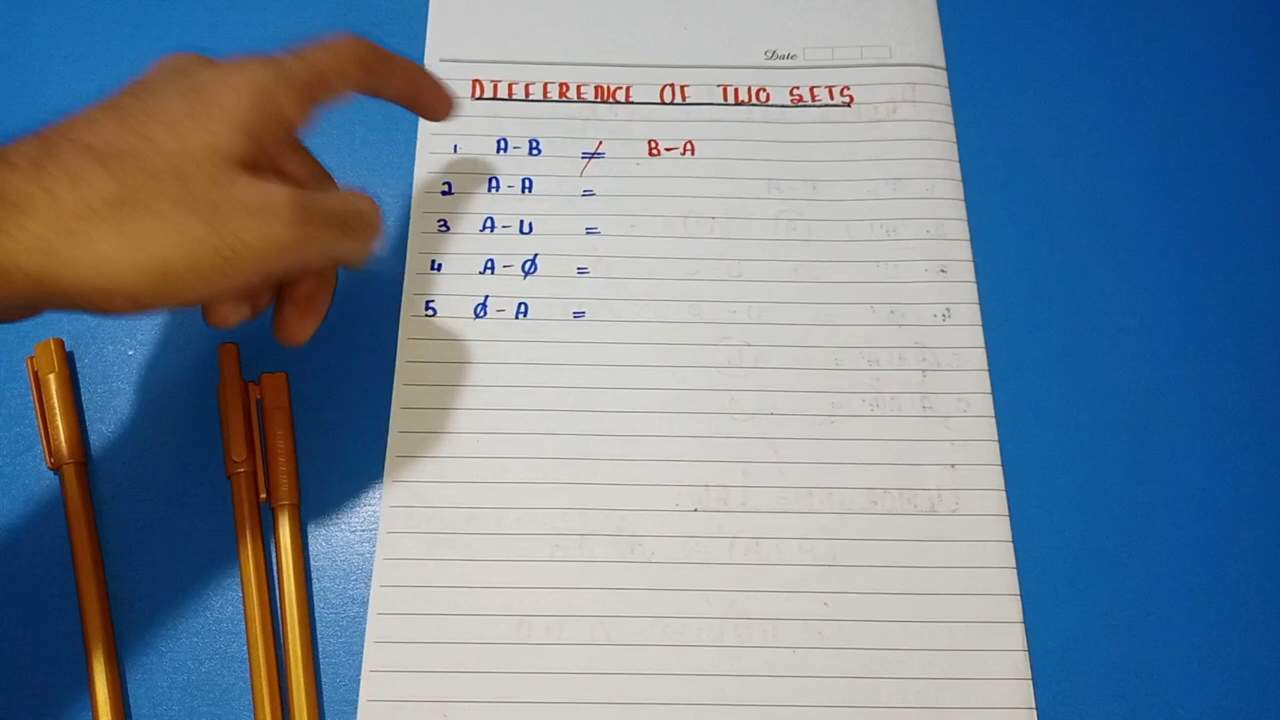 Date
DIFFERENCE OF TWO SETS
1. A - B ≠ B - A
2 A - A =
3 A - U =
4 A - ∅ =
5 ∅ - A =